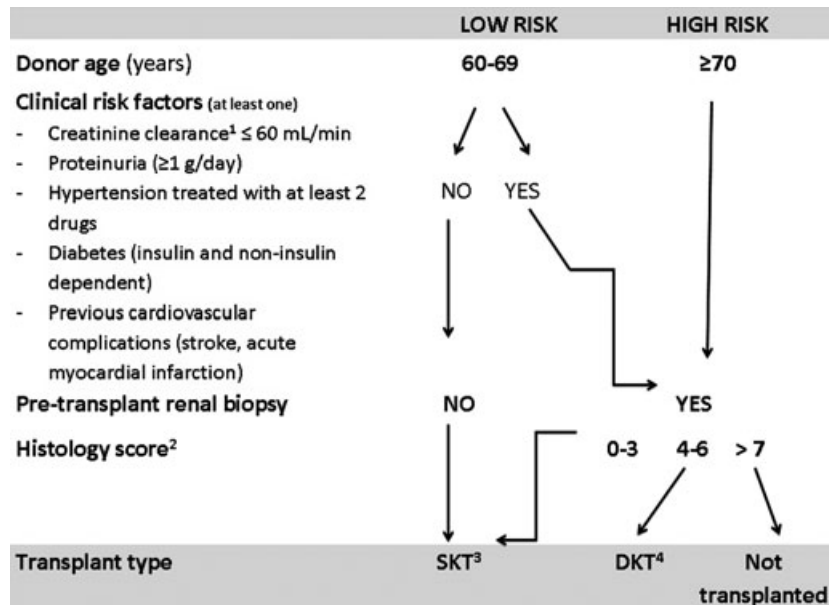 LOW RISK HIGH RISK
Donor age (years) 60-69 ≥70
Clinical risk factors (at least one)
- Creatinine clearance¹ ≤ 60 mL/min
- Proteinuria (≥1 g/day)
- Hypertension treated with at least 2
drugs
NO YES
- Diabetes (insulin and non-insulin
dependent)
- Previous cardiovascular
complications (stroke, acute
myocardial infarction)
Pre-transplant renal biopsy NO YES
Histology score² 0-3 4-6 > 7
Transplant type SKT³ DKT⁴ Not
transplanted